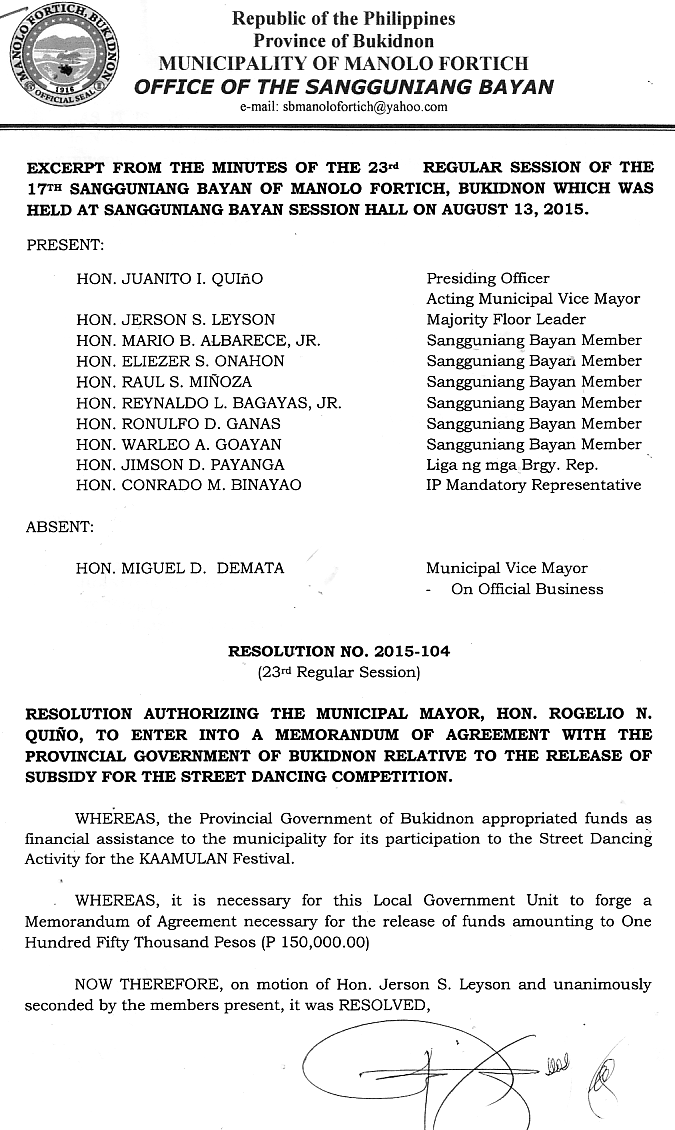 MANOLO FORTICH, BUKIDNON
1916
OFFICIAL SEAL
Republic of the Philippines
Province of Bukidnon
MUNICIPALITY OF MANOLO FORTICH
OFFICE OF THE SANGGUNIANG BAYAN
e-mail: sbmanolofortich@yahoo.com
EXCERPT FROM THE MINUTES OF THE 23rd REGULAR SESSION OF THE
17TH SANGGUNIANG BAYAN OF MANOLO FORTICH, BUKIDNON WHICH WAS
HELD AT SANGGUNIANG BAYAN SESSION HALL ON AUGUST 13, 2015.
PRESENT:
HON. JUANITO I. QUIñO Presiding Officer
Acting Municipal Vice Mayor
HON. JERSON S. LEYSON Majority Floor Leader
HON. MARIO B. ALBARECE, JR. Sangguniang Bayan Member
HON. ELIEZER S. ONAHON Sangguniang Bayan Member
HON. RAUL S. MIÑOZA Sangguniang Bayan Member
HON. REYNALDO L. BAGAYAS, JR. Sangguniang Bayan Member
HON. RONULFO D. GANAS Sangguniang Bayan Member
HON. WARLEO A. GOAYAN Sangguniang Bayan Member
HON. JIMSON D. PAYANGA Liga ng mga Brgy. Rep.
HON. CONRADO M. BINAYAO IP Mandatory Representative
ABSENT:
HON. MIGUEL D. DEMATA Municipal Vice Mayor
- On Official Business
RESOLUTION NO. 2015-104
(23rd Regular Session)
RESOLUTION AUTHORIZING THE MUNICIPAL MAYOR, HON. ROGELIO N.
QUIÑO, TO ENTER INTO A MEMORANDUM OF AGREEMENT WITH THE
PROVINCIAL GOVERNMENT OF BUKIDNON RELATIVE TO THE RELEASE OF
SUBSIDY FOR THE STREET DANCING COMPETITION.
WHEREAS, the Provincial Government of Bukidnon appropriated funds as
financial assistance to the municipality for its participation to the Street Dancing
Activity for the KAAMULAN Festival.
WHEREAS, it is necessary for this Local Government Unit to forge a
Memorandum of Agreement necessary for the release of funds amounting to One
Hundred Fifty Thousand Pesos (P 150,000.00)
NOW THEREFORE, on motion of Hon. Jerson S. Leyson and unanimously
seconded by the members present, it was RESOLVED,